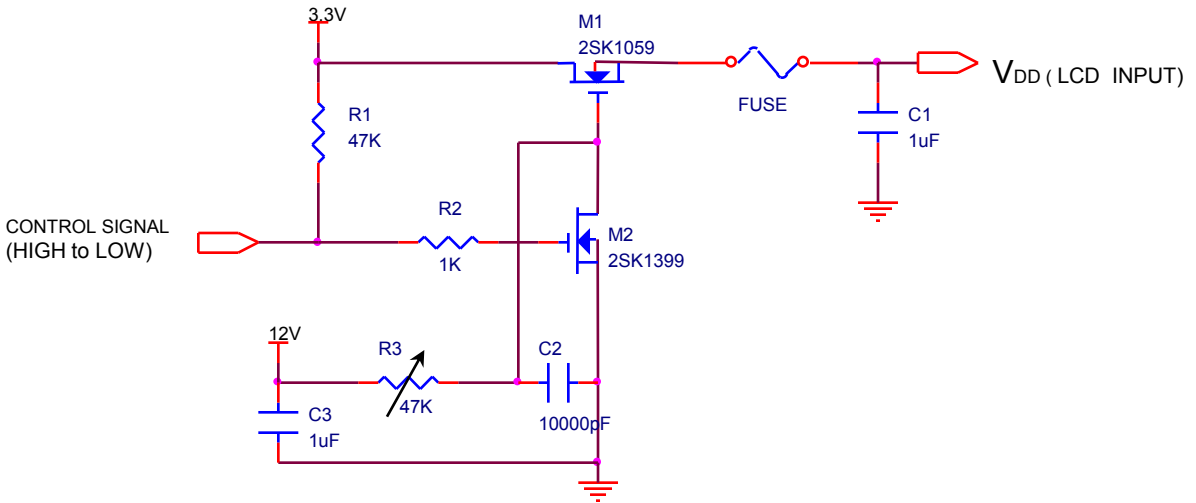 3.3V
M1
2SK1059
R1
47K
FUSE
VDD ( LCD INPUT)
C1
1uF
CONTROL SIGNAL
(HIGH to LOW)
R2
1K
M2
2SK1399
12V
R3
47K
C2
10000pF
C3
1uF